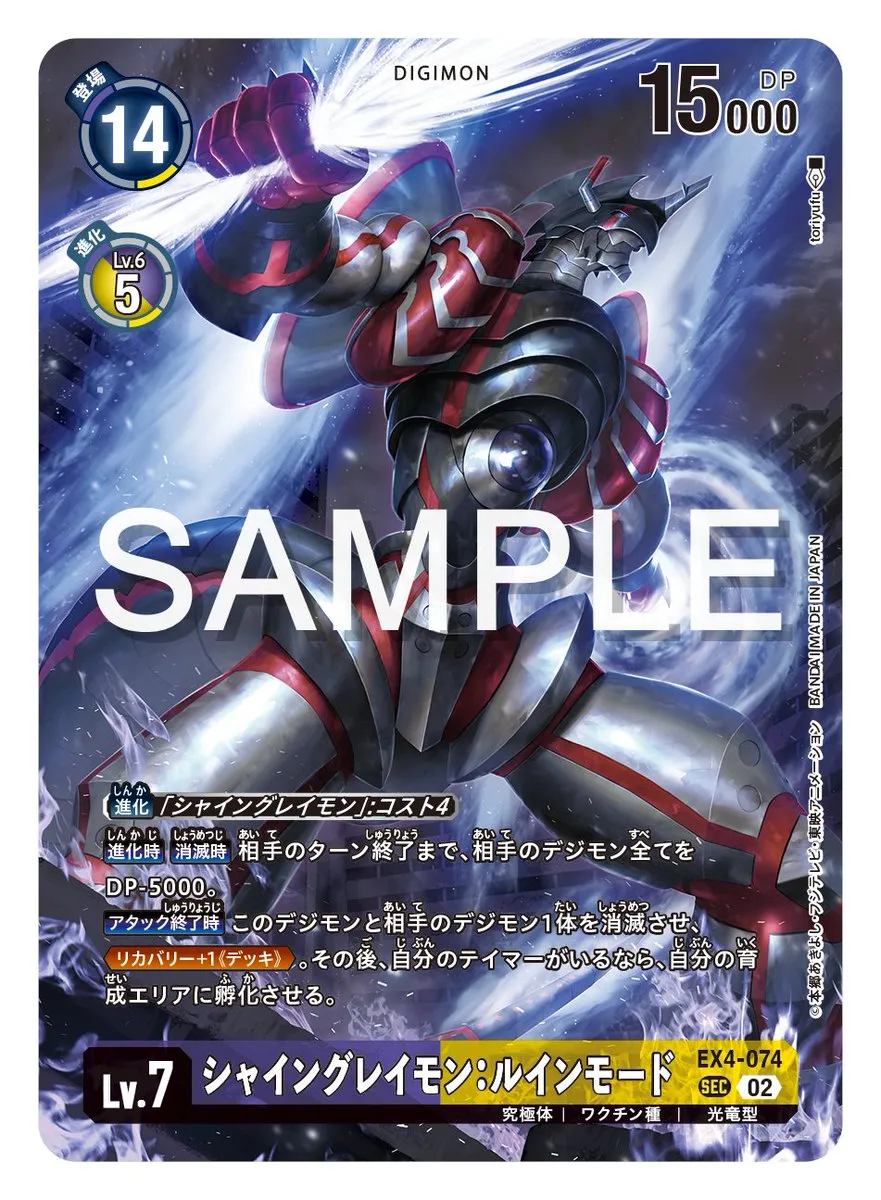 DIGIMON
登場
14
15000
DP
進化
Lv.6
5
toriyufu
SAMPLE
進化 「シャイングレイモン」:コスト4
進化時 消滅時 相手のターン終了まで、相手のデジモン全てを
DP-5000。
アタック終了時 このデジモンと相手のデジモン1体を消滅させ、
リカバリー+1《デッキ》。その後、自分のテイマーがいるなら、自分の育
成エリアに孵化させる。
©本郷あきよし・フジテレビ・東映アニメーション BANDAI MADE IN JAPAN
Lv.7
シャイングレイモン:ルインモード
EX4-074
SEC 02
究極体 | ワクチン種 | 光竜型